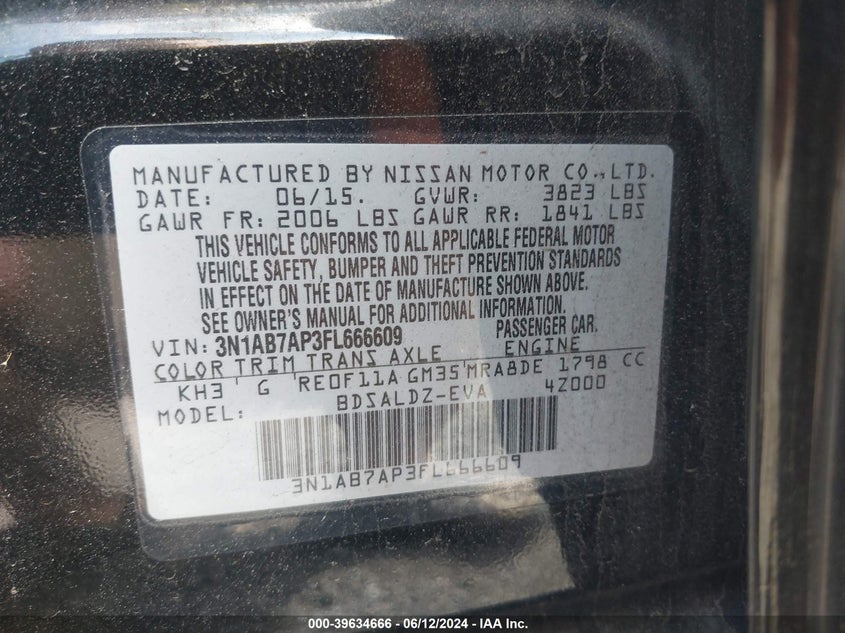 MANUFACTURED BY NISSAN MOTOR CO.,LTD.
DATE: 06/15. GVWR: 3823 LBS
GAWR FR: 2006 LBS GAWR RR: 1841 LBS
THIS VEHICLE CONFORMS TO ALL APPLICABLE FEDERAL MOTOR
VEHICLE SAFETY, BUMPER AND THEFT PREVENTION STANDARDS
IN EFFECT ON THE DATE OF MANUFACTURE SHOWN ABOVE.
SEE OWNER'S MANUAL FOR ADDITIONAL INFORMATION.
VIN: 3N1AB7AP3FL666609 PASSENGER CAR.
COLOR TRIM TRANS AXLE ENGINE
KH3 G RE0F11A GM35 MRA8DE 1798 CC
MODEL: BDSALDZ-EVA 4Z000
3N1AB7AP3FL666609
000-39634666 - 06/12/2024 - IAA, Inc.